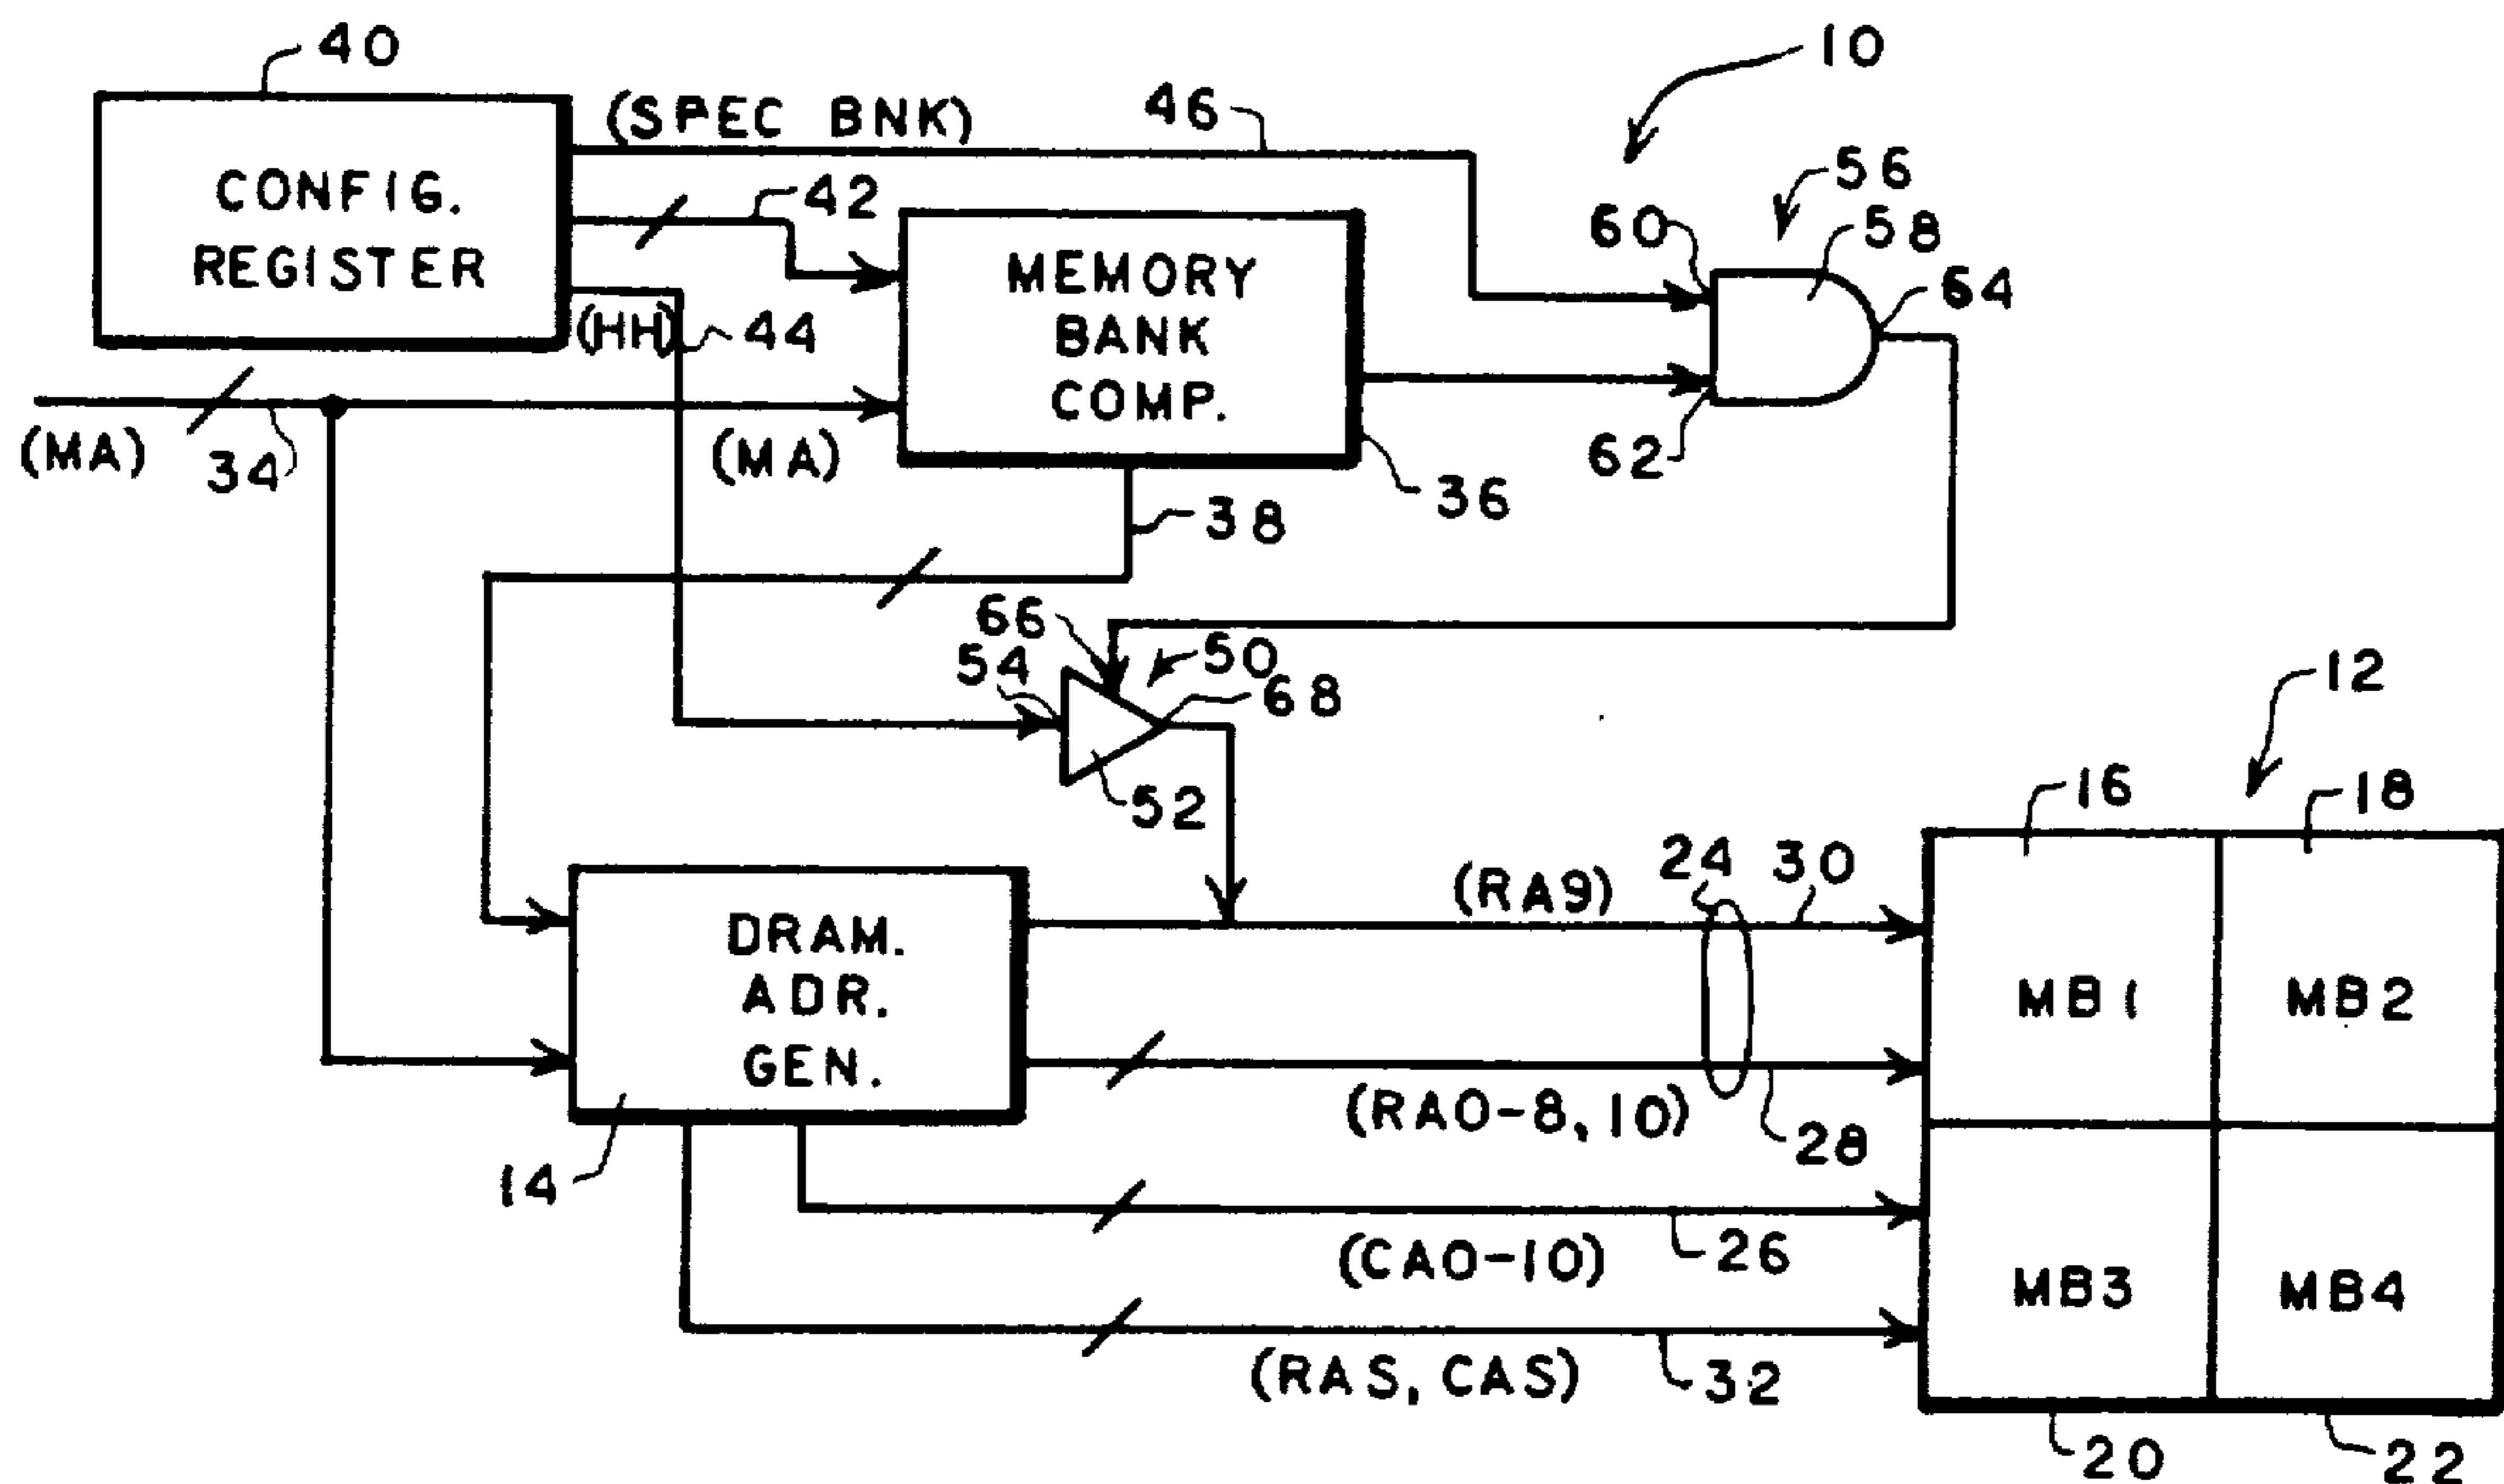 40
10
(SPEC BNK)
46
CONFIG.
REGISTER
42
56
60
58
MEMORY
BANK
COMP.
64
(HH)
44
(MA)
34
(MA)
62
36
38
66
54
50
68
52
12
16
18
DRAM.
ADR.
GEN.
(RA9)
24
30
MB1
MB2
(RA0-8,10)
28
14
(CA0-10)
26
MB3
MB4
(RAS, CAS)
32
20
22